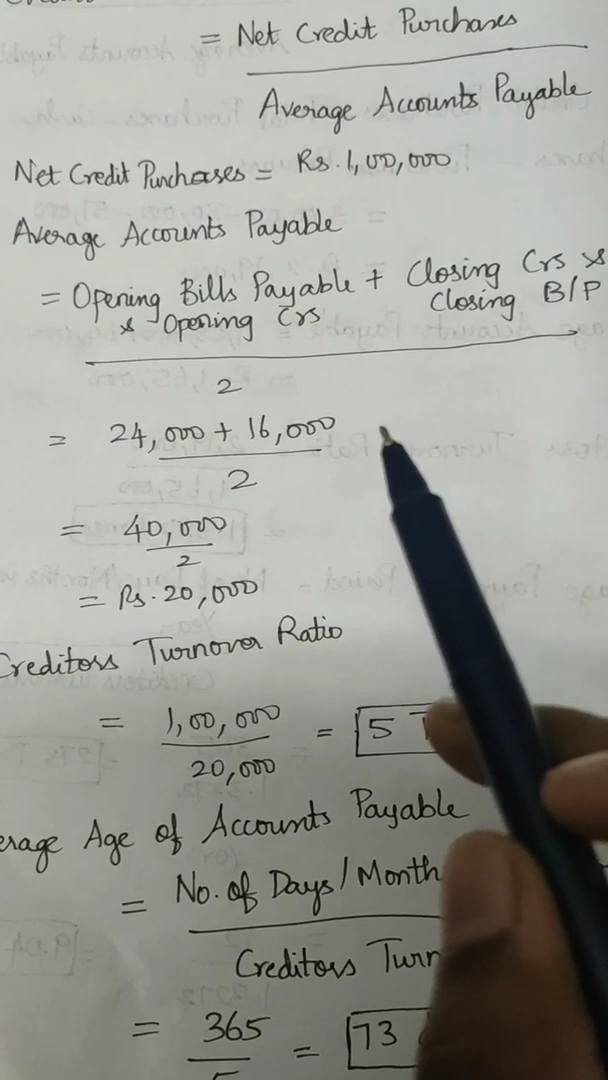 = Net Credit Purchases
Average Accounts Payable
Net Credit Purchases = Rs. 1,00,000
Average Accounts Payable
= Opening Bills Payable + Closing Crs &
& Opening Crs Closing B/P
2
= 24,000 + 16,000
2
= 40,000
2
= Rs. 20,000
Creditors Turnover Ratio
= 1,00,000 = 5 T
20,000
erage Age of Accounts Payable
= No. of Days/Month
Creditors Turn
= 365 = 73
5